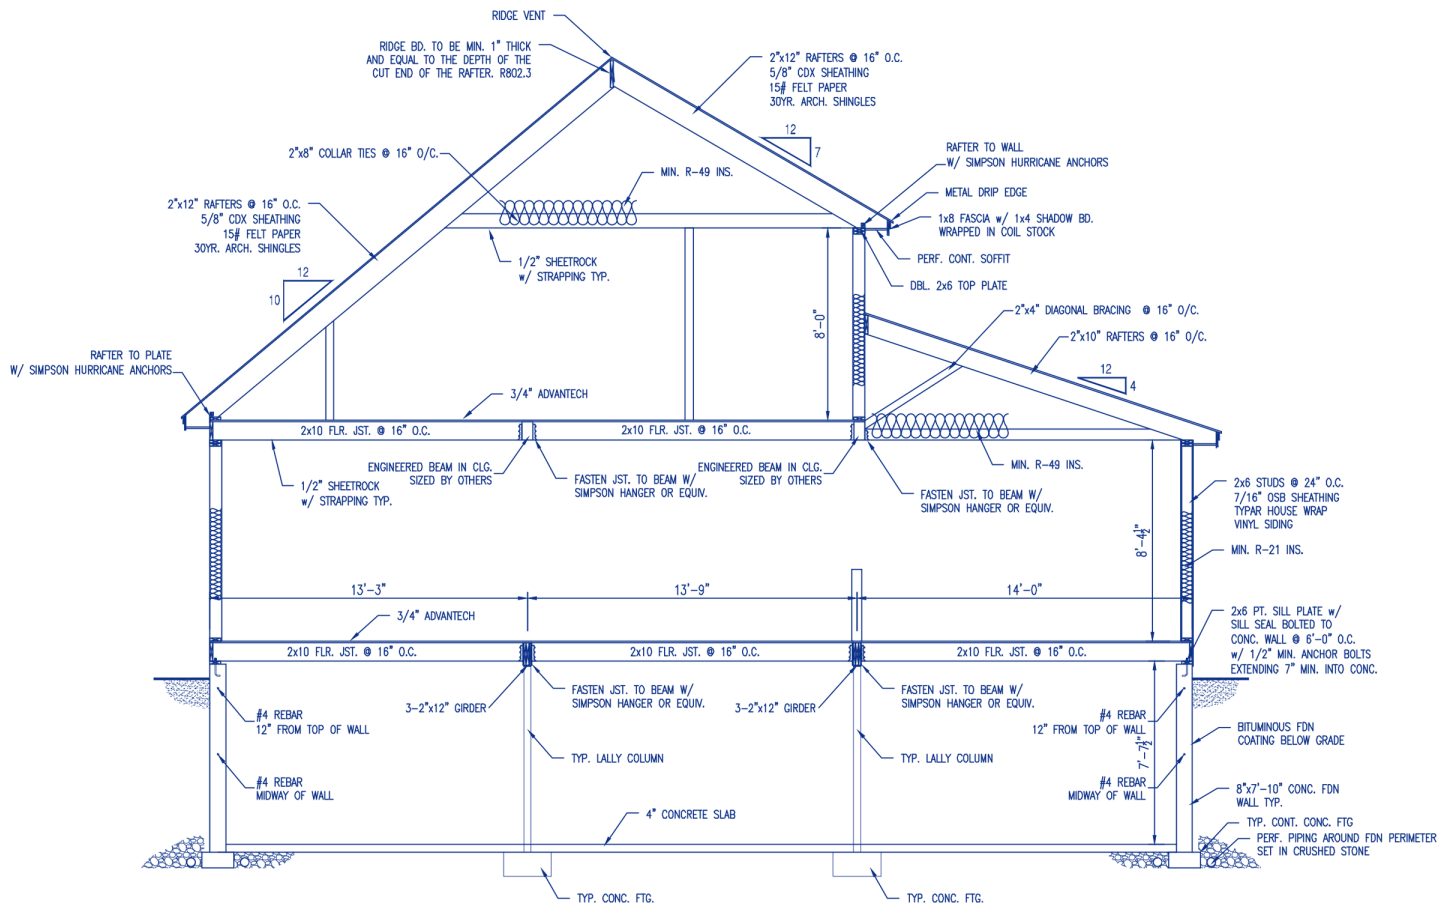 RIDGE VENT
RIDGE BD. TO BE MIN. 1" THICK
AND EQUAL TO THE DEPTH OF THE
CUT END OF THE RAFTER. R802.3
2"x12" RAFTERS @ 16" O.C.
5/8" CDX SHEATHING
15# FELT PAPER
30YR. ARCH. SHINGLES
12
7
RAFTER TO WALL
W/ SIMPSON HURRICANE ANCHORS
2"x8" COLLAR TIES @ 16" O/C.
MIN. R-49 INS.
METAL DRIP EDGE
2"x12" RAFTERS @ 16" O.C.
5/8" CDX SHEATHING
15# FELT PAPER
30YR. ARCH. SHINGLES
1x8 FASCIA w/ 1x4 SHADOW BD.
WRAPPED IN COIL STOCK
1/2" SHEETROCK
w/ STRAPPING TYP.
PERF. CONT. SOFFIT
12
10
DBL. 2x6 TOP PLATE
8'-0"
2"x4" DIAGONAL BRACING @ 16" O/C.
2"x10" RAFTERS @ 16" O/C.
RAFTER TO PLATE
W/ SIMPSON HURRICANE ANCHORS
12
4
3/4" ADVANTECH
2x10 FLR. JST. @ 16" O.C.
2x10 FLR. JST. @ 16" O.C.
ENGINEERED BEAM IN CLG.
SIZED BY OTHERS
FASTEN JST. TO BEAM W/
SIMPSON HANGER OR EQUIV.
ENGINEERED BEAM IN CLG.
SIZED BY OTHERS
MIN. R-49 INS.
FASTEN JST. TO BEAM W/
SIMPSON HANGER OR EQUIV.
1/2" SHEETROCK
w/ STRAPPING TYP.
2x6 STUDS @ 24" O.C.
7/16" OSB SHEATHING
TYPAR HOUSE WRAP
VINYL SIDING
8'-4½"
MIN. R-21 INS.
13'-3"
13'-9"
14'-0"
3/4" ADVANTECH
2x6 PT. SILL PLATE w/
SILL SEAL BOLTED TO
CONC. WALL @ 6'-0" O.C.
w/ 1/2" MIN. ANCHOR BOLTS
EXTENDING 7" MIN. INTO CONC.
2x10 FLR. JST. @ 16" O.C.
2x10 FLR. JST. @ 16" O.C.
2x10 FLR. JST. @ 16" O.C.
FASTEN JST. TO BEAM W/
SIMPSON HANGER OR EQUIV.
FASTEN JST. TO BEAM W/
SIMPSON HANGER OR EQUIV.
3-2"x12" GIRDER
3-2"x12" GIRDER
#4 REBAR
12" FROM TOP OF WALL
#4 REBAR
12" FROM TOP OF WALL
BITUMINOUS FDN
COATING BELOW GRADE
7'-7½"
TYP. LALLY COLUMN
TYP. LALLY COLUMN
#4 REBAR
MIDWAY OF WALL
#4 REBAR
MIDWAY OF WALL
8"x7'-10" CONC. FDN
WALL TYP.
4" CONCRETE SLAB
TYP. CONT. CONC. FTG
PERF. PIPING AROUND FDN PERIMETER
SET IN CRUSHED STONE
TYP. CONC. FTG.
TYP. CONC. FTG.